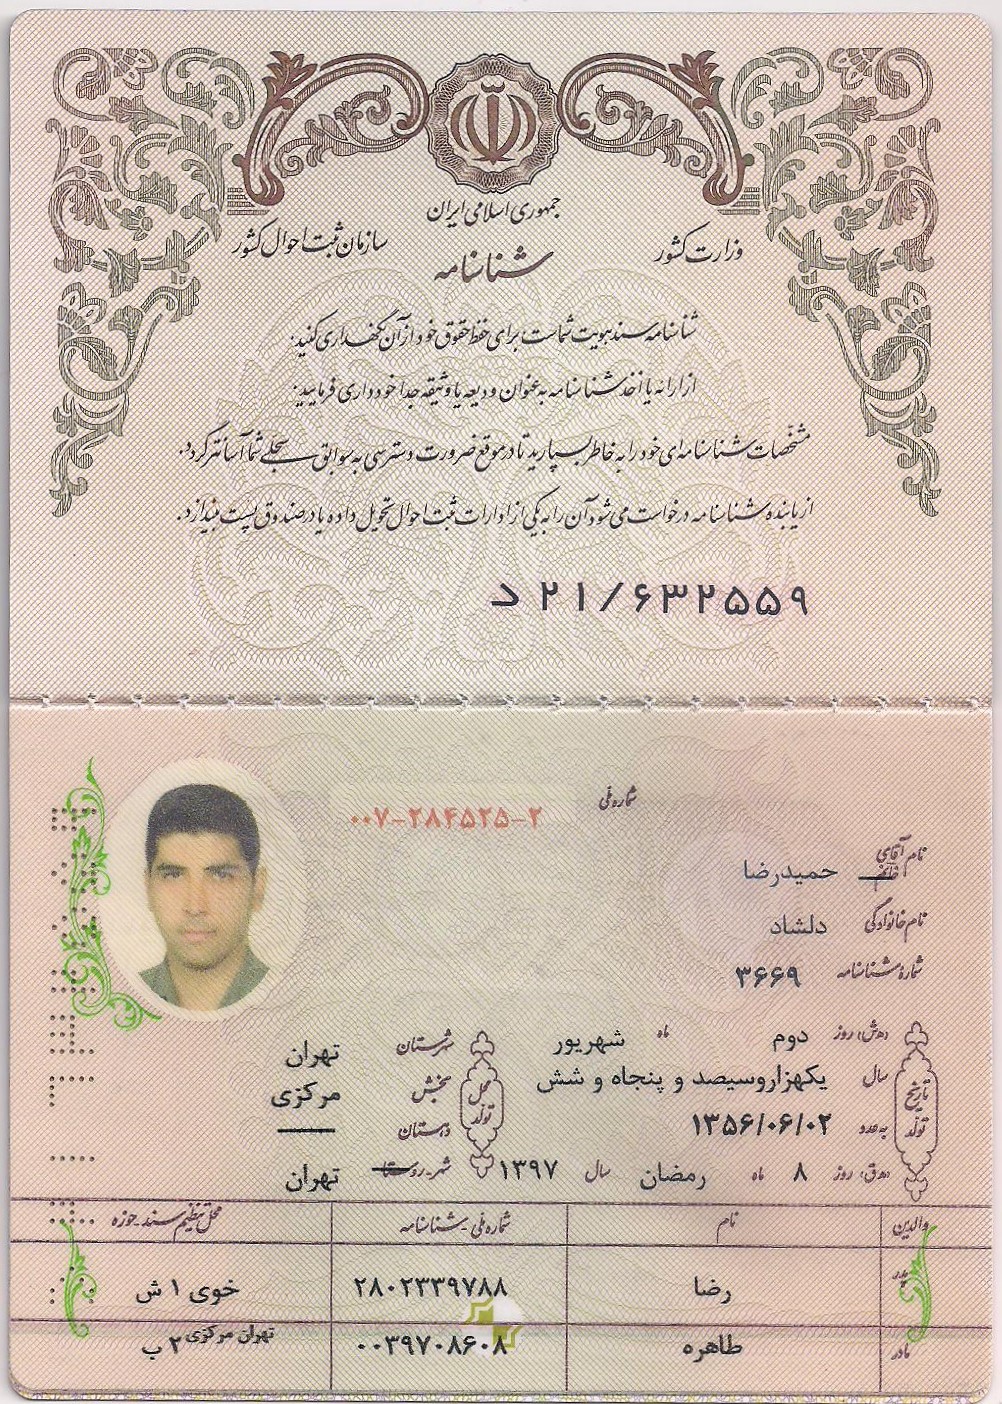 جمهوری اسلامی ایران
وزارت کشور
سازمان ثبت احوال کشور
شناسنامه
شناسنامه سند هویت شماست برای حفظ حقوق خود از آن نگهداری کنید.
از ارائه یا اخذ شناسنامه به عنوان ودیعه یا وثیقه جداً خودداری فرمایید.
مشخصات شناسنامه‌ای خود را به خاطر بسپارید تا در موقع ضرورت دسترسی به سوابق سجلی شما آسانتر گردد.
از یابنده شناسنامه درخواست می‌شود آن را به یکی از ادارات ثبت احوال تحویل داده یا در صندوق پست بیندازد.
د ۲۱/۶۳۲۵۵۹
شماره ملی ۰۰۷-۲۸۴۵۲۵-۲
نام آقای خانم حمیدرضا
نام خانوادگی دلشاد
شماره شناسنامه ۳۶۶۹
تاریخ تولد
(ه‍.ش) روز دوم ماه شهریور
سال یکهزاروسیصد و پنجاه و شش
به عدد ۱۳۵۶/۰۶/۰۲
(ه‍.ق) روز ۸ ماه رمضان سال ۱۳۹۷
محل تولد
شهرستان تهران
بخش مرکزی
دهستان ــــ
شهر-روستا تهران
والدین نام شماره ملی-شناسنامه محل تنظیم سند-حوزه
پدر رضا ۲۸۰۲۳۳۹۷۸۸ خوی ۱ ش
مادر طاهره ۰۰۳۹۷۰۸۶۰۸ تهران مرکزی ۲ ب